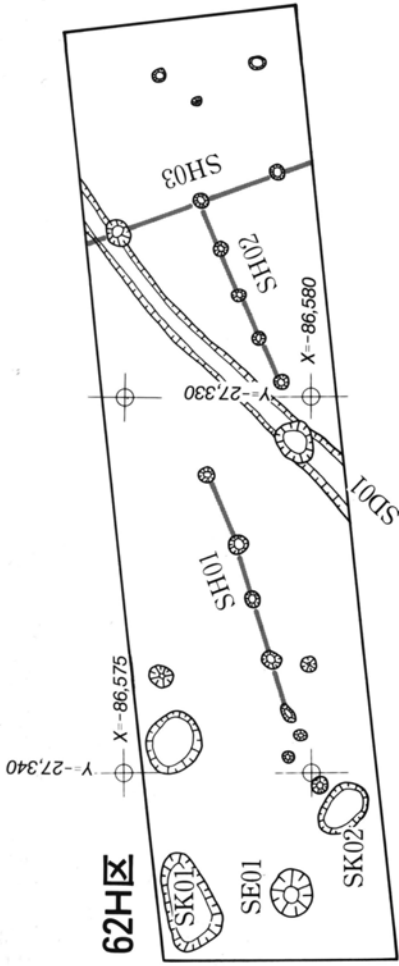 62H区
SK01
SE01
SK02
Y=-27,340
X=-86,575
SH01
SD01
Y=-27,330
X=-86,580
SH02
SH03